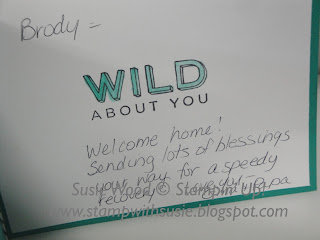 Brody -
WILD
ABOUT YOU
Welcome home!
Sending lots of blessings
your way for a speedy
recovery. Papa
Susie Wood © Stampin' Up!
www.stampwithsusie.blogspot.com